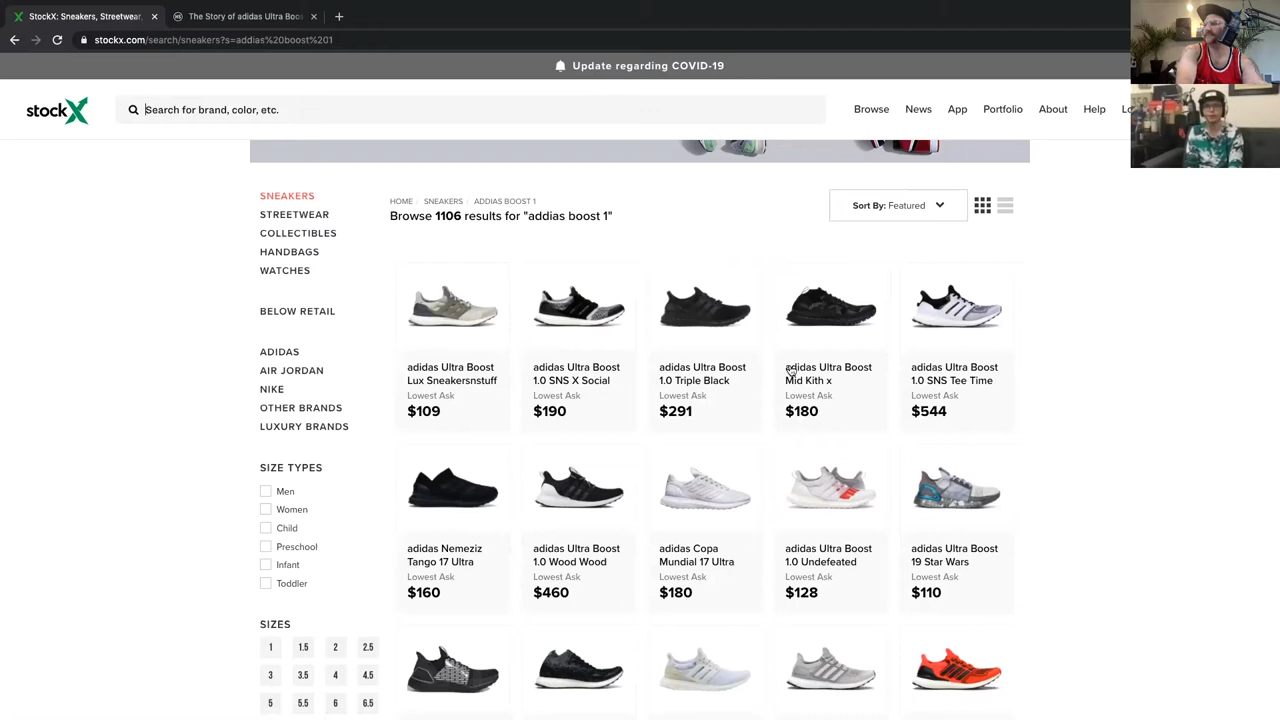 StockX: Sneakers, Streetwear,
The Story of adidas Ultra Boos
stockx.com/search/sneakers?s=addias%20boost%201
Update regarding COVID-19
stockX
Search for brand, color, etc.
Browse
News
App
Portfolio
About
Help
Lo
SNEAKERS
STREETWEAR
COLLECTIBLES
HANDBAGS
WATCHES
BELOW RETAIL
ADIDAS
AIR JORDAN
NIKE
OTHER BRANDS
LUXURY BRANDS
SIZE TYPES
Men
Women
Child
Preschool
Infant
Toddler
SIZES
1 1.5 2 2.5
3 3.5 4 4.5
5 5.5 6 6.5
HOME / SNEAKERS / ADDIAS BOOST 1
Browse 1106 results for "addias boost 1"
Sort By: Featured
adidas Ultra Boost
Lux Sneakersnstuff
Lowest Ask
$109
adidas Ultra Boost
1.0 SNS X Social
Lowest Ask
$190
adidas Ultra Boost
1.0 Triple Black
Lowest Ask
$291
adidas Ultra Boost
Mid Kith x
Lowest Ask
$180
adidas Ultra Boost
1.0 SNS Tee Time
Lowest Ask
$544
adidas Nemeziz
Tango 17 Ultra
Lowest Ask
$160
adidas Ultra Boost
1.0 Wood Wood
Lowest Ask
$460
adidas Copa
Mundial 17 Ultra
Lowest Ask
$180
adidas Ultra Boost
1.0 Undefeated
Lowest Ask
$128
adidas Ultra Boost
19 Star Wars
Lowest Ask
$110